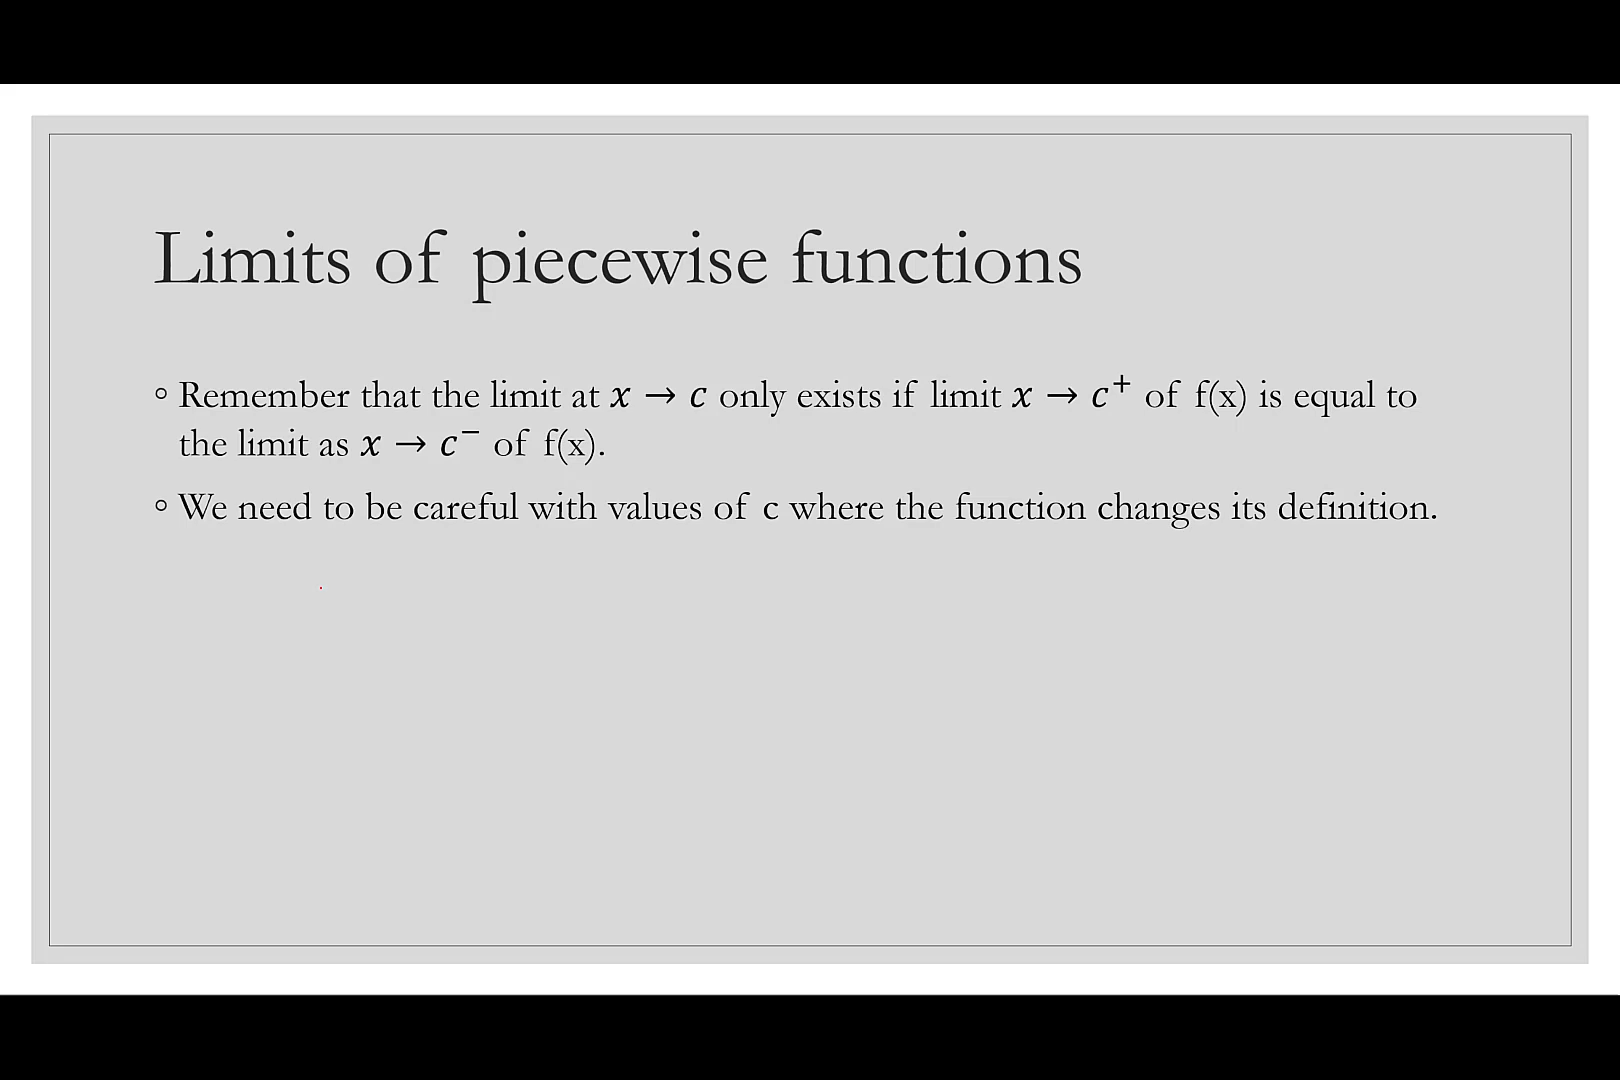 Limits of piecewise functions
◦ Remember that the limit at 𝑥 → 𝑐 only exists if limit 𝑥 → 𝑐⁺ of f(x) is equal to
the limit as 𝑥 → 𝑐⁻ of f(x).
◦ We need to be careful with values of c where the function changes its definition.